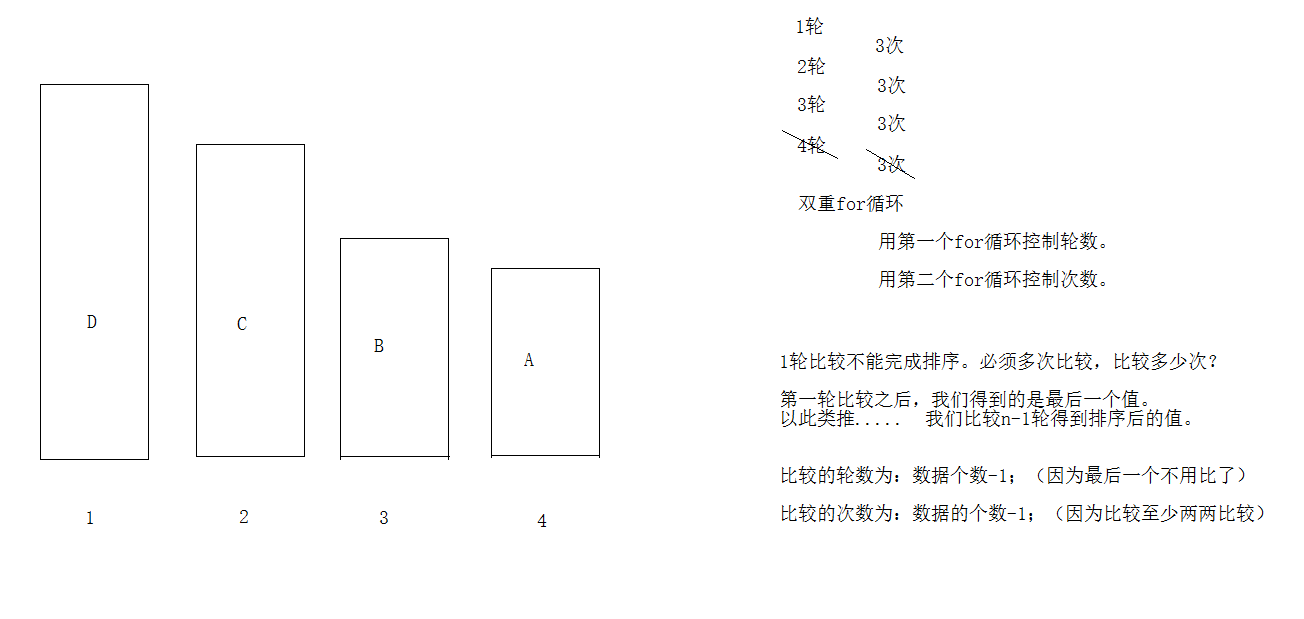 D
C
B
A
1
2
3
4
1轮
3次
2轮
3次
3轮
3次
4轮
3次
双重for循环
用第一个for循环控制轮数。
用第二个for循环控制次数。
1轮比较不能完成排序。必须多次比较，比较多少次？
第一轮比较之后，我们得到的是最后一个值。
以此类推..... 我们比较n-1轮得到排序后的值。
比较的轮数为：数据个数-1；（因为最后一个不用比了）
比较的次数为：数据的个数-1；（因为比较至少两两比较）